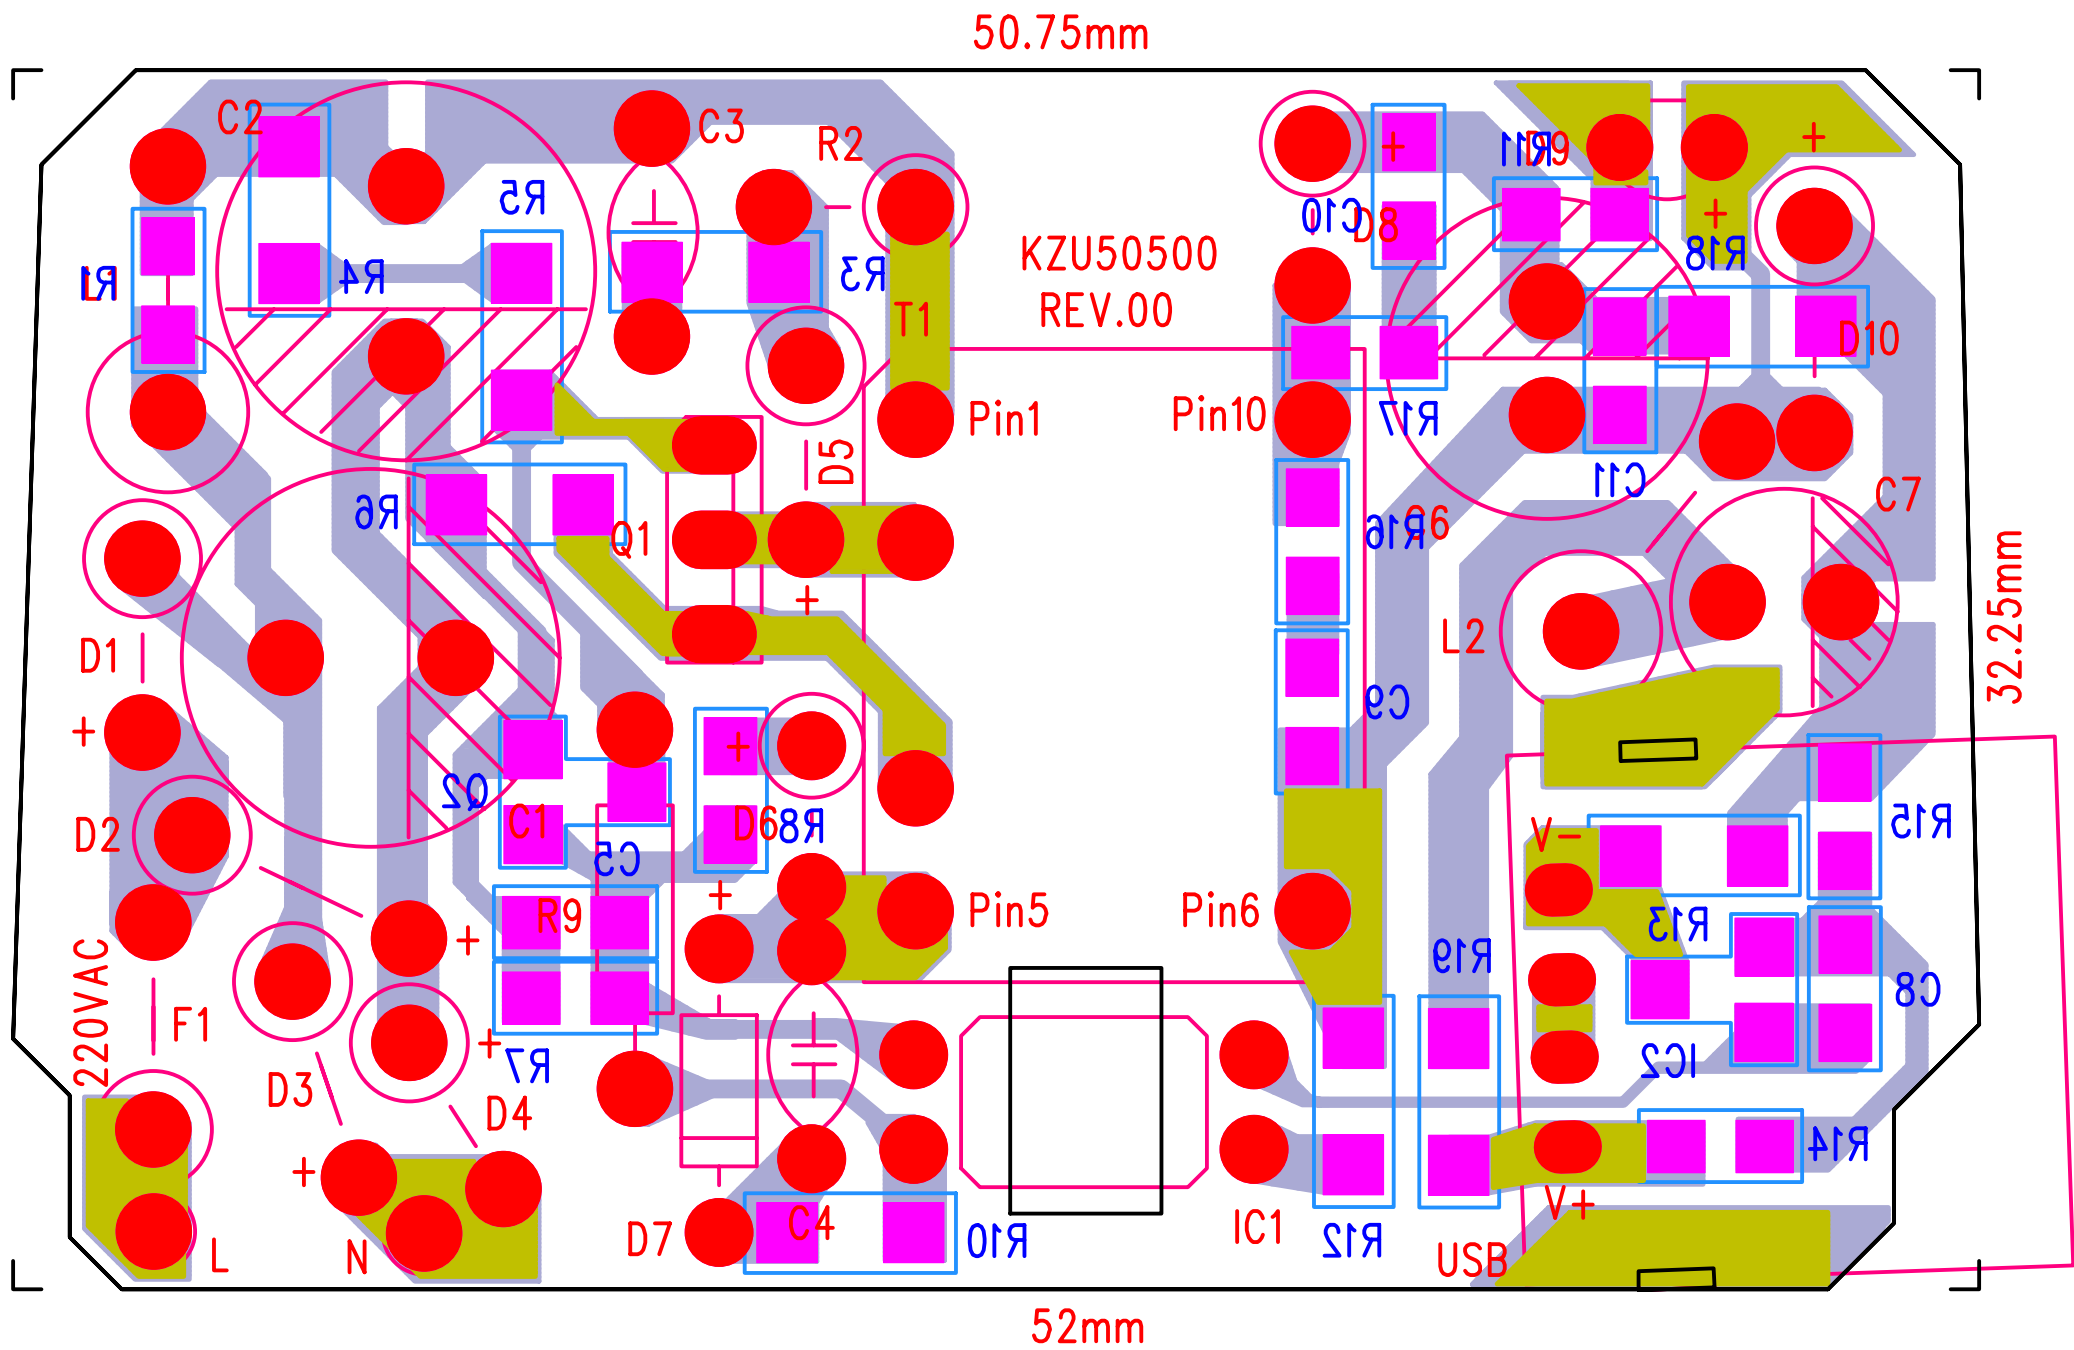 50.75mm
C2
C3
R2
+
R11
D9
+
R5
C10
D8
+
R18
KZU50500
REV.00
L1
R1
R4
R3
T1
D10
Pin1
Pin10
R17
D5
C11
C7
R6
Q1
R16
C6
+
32.25mm
D1
L2
+
C9
+
Q2
C1
D6
R8
V-
R15
D2
C5
+
R9
Pin5
Pin6
R13
+
R19
220VAC
F1
C8
+
R7
IC2
D3
D4
R14
+
V+
L
N
D7
C4
R10
IC1
R12
USB
52mm